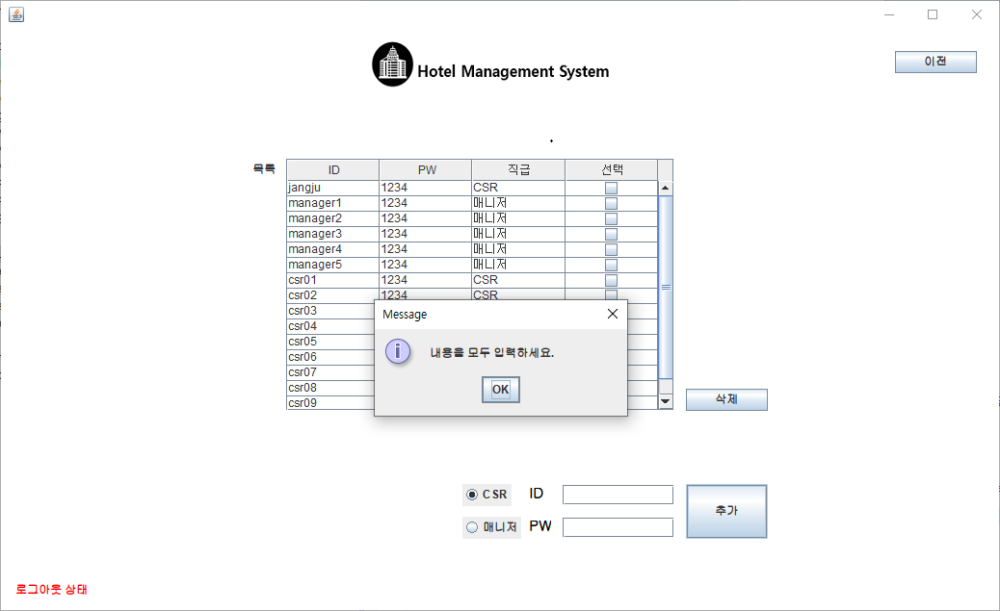 Hotel Management System
이전
목록 ID PW 직급 선택
jangju 1234 CSR
manager1 1234 매니저
manager2 1234 매니저
manager3 1234 매니저
manager4 1234 매니저
manager5 1234 매니저
csr01 1234 CSR
csr02 1234 CSR
csr03
csr04
csr05
csr06
csr07
csr08
csr09
Message
내용을 모두 입력하세요.
OK
삭제
CSR ID
매니저 PW
추가
로그아웃 상태